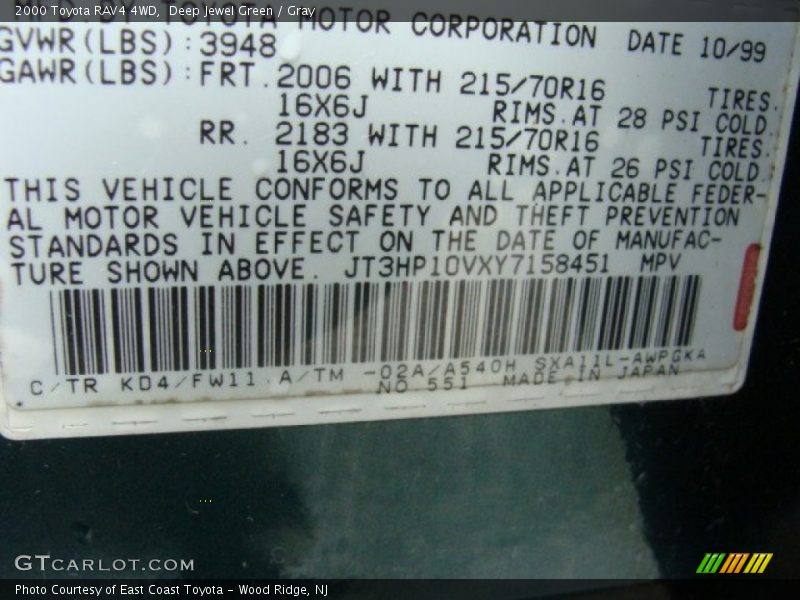 2000 Toyota RAV4 4WD, Deep Jewel Green / Gray
MFD BY TOYOTA MOTOR CORPORATION DATE 10/99
GVWR(LBS):3948
GAWR(LBS):FRT.2006 WITH 215/70R16 TIRES.
16X6J RIMS.AT 28 PSI COLD.
RR. 2183 WITH 215/70R16 TIRES.
16X6J RIMS.AT 26 PSI COLD.
THIS VEHICLE CONFORMS TO ALL APPLICABLE FEDER-
AL MOTOR VEHICLE SAFETY AND THEFT PREVENTION
STANDARDS IN EFFECT ON THE DATE OF MANUFAC-
TURE SHOWN ABOVE. JT3HP10VXY7158451 MPV
C/TR KD4/FW11 A/TM -02A/A540H SXA11L-AWPGKA
NO 551 MADE IN JAPAN
GTCARLOT.COM
Photo Courtesy of East Coast Toyota - Wood Ridge, NJ